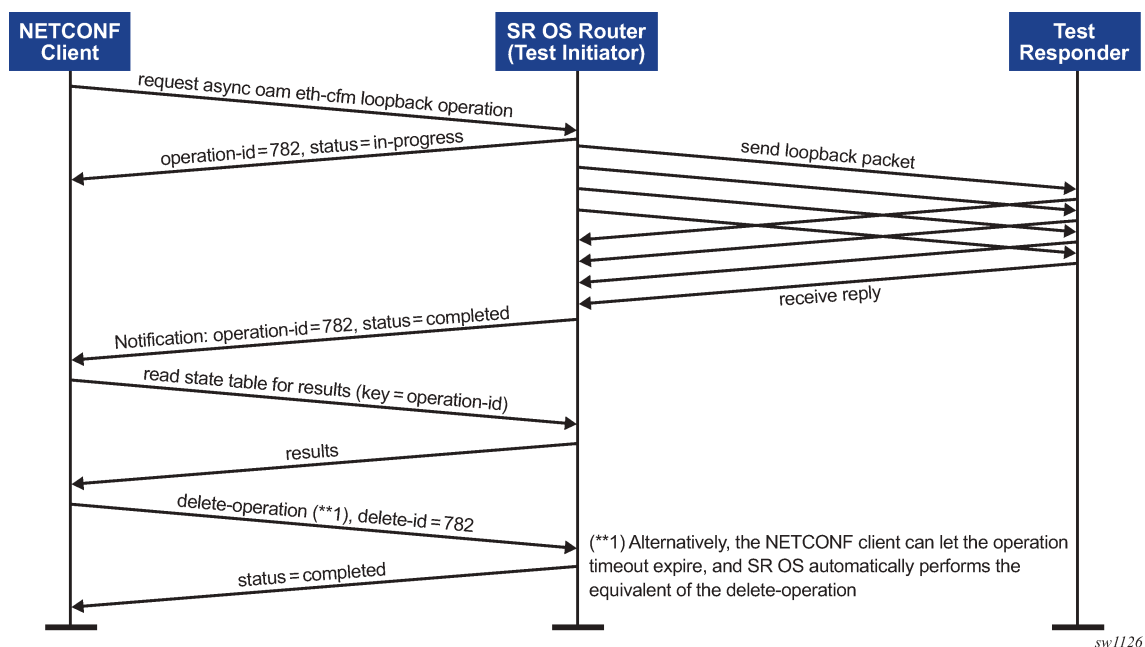 NETCONF
Client
SR OS Router
(Test Initiator)
Test
Responder
request async oam eth-cfm loopback operation
operation-id=782, status=in-progress
send loopback packet
receive reply
Notification: operation-id=782, status=completed
read state table for results (key=operation-id)
results
delete-operation (**1), delete-id=782
(**1) Alternatively, the NETCONF client can let the operation
timeout expire, and SR OS automatically performs the
equivalent of the delete-operation
status=completed
sw1126